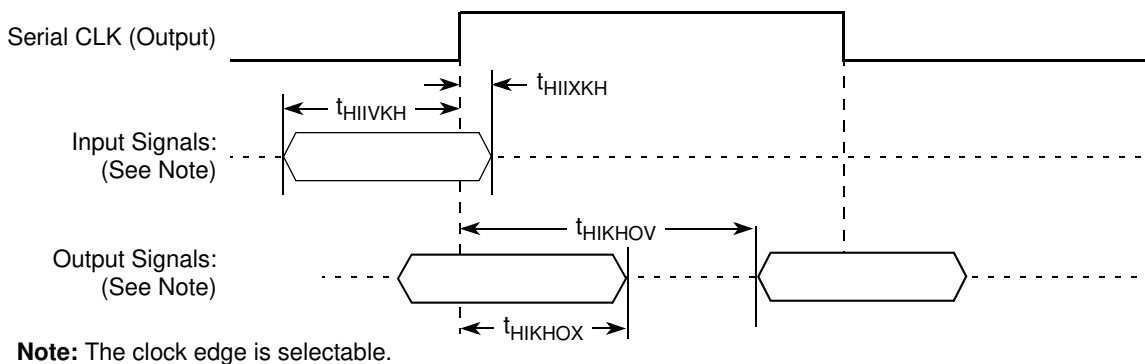 Serial CLK (Output)
tHIIXKH
tHIIVKH
Input Signals:
(See Note)
tHIKHOV
Output Signals:
(See Note)
tHIKHOX
Note: The clock edge is selectable.